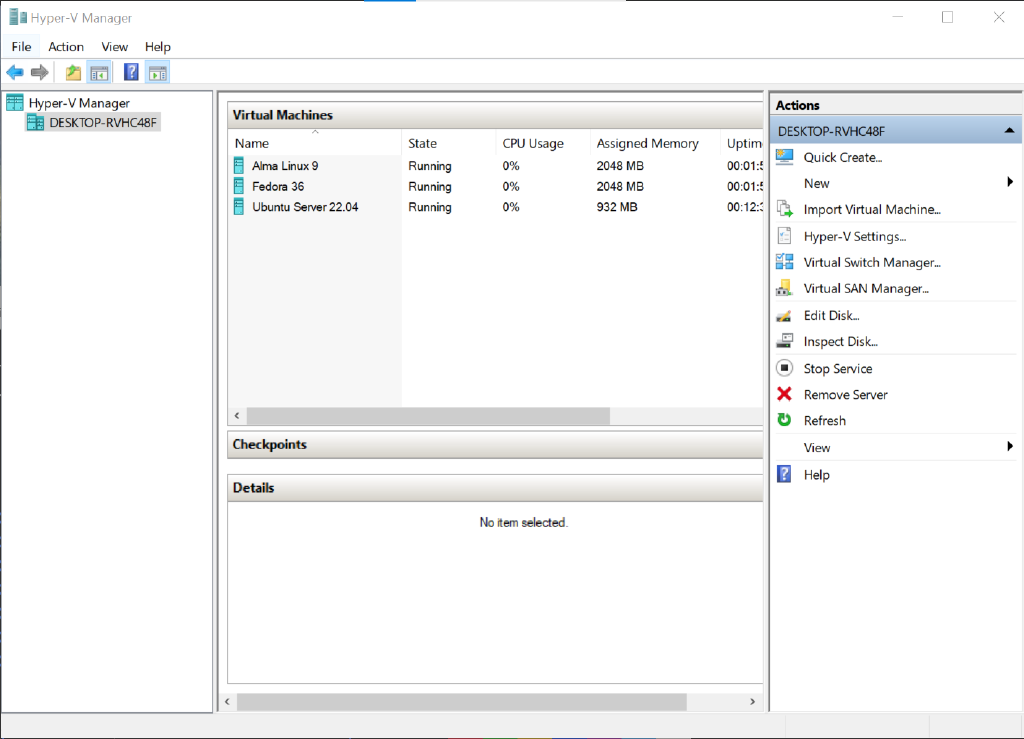 Hyper-V Manager
File Action View Help
Hyper-V Manager
DESKTOP-RVHC48F
Virtual Machines
Name State CPU Usage Assigned Memory Uptim
Alma Linux 9 Running 0% 2048 MB 00:01:5
Fedora 36 Running 0% 2048 MB 00:01:5
Ubuntu Server 22.04 Running 0% 932 MB 00:12:3
Checkpoints
Details
No item selected.
Actions
DESKTOP-RVHC48F
Quick Create...
New
Import Virtual Machine...
Hyper-V Settings...
Virtual Switch Manager...
Virtual SAN Manager...
Edit Disk...
Inspect Disk...
Stop Service
Remove Server
Refresh
View
Help